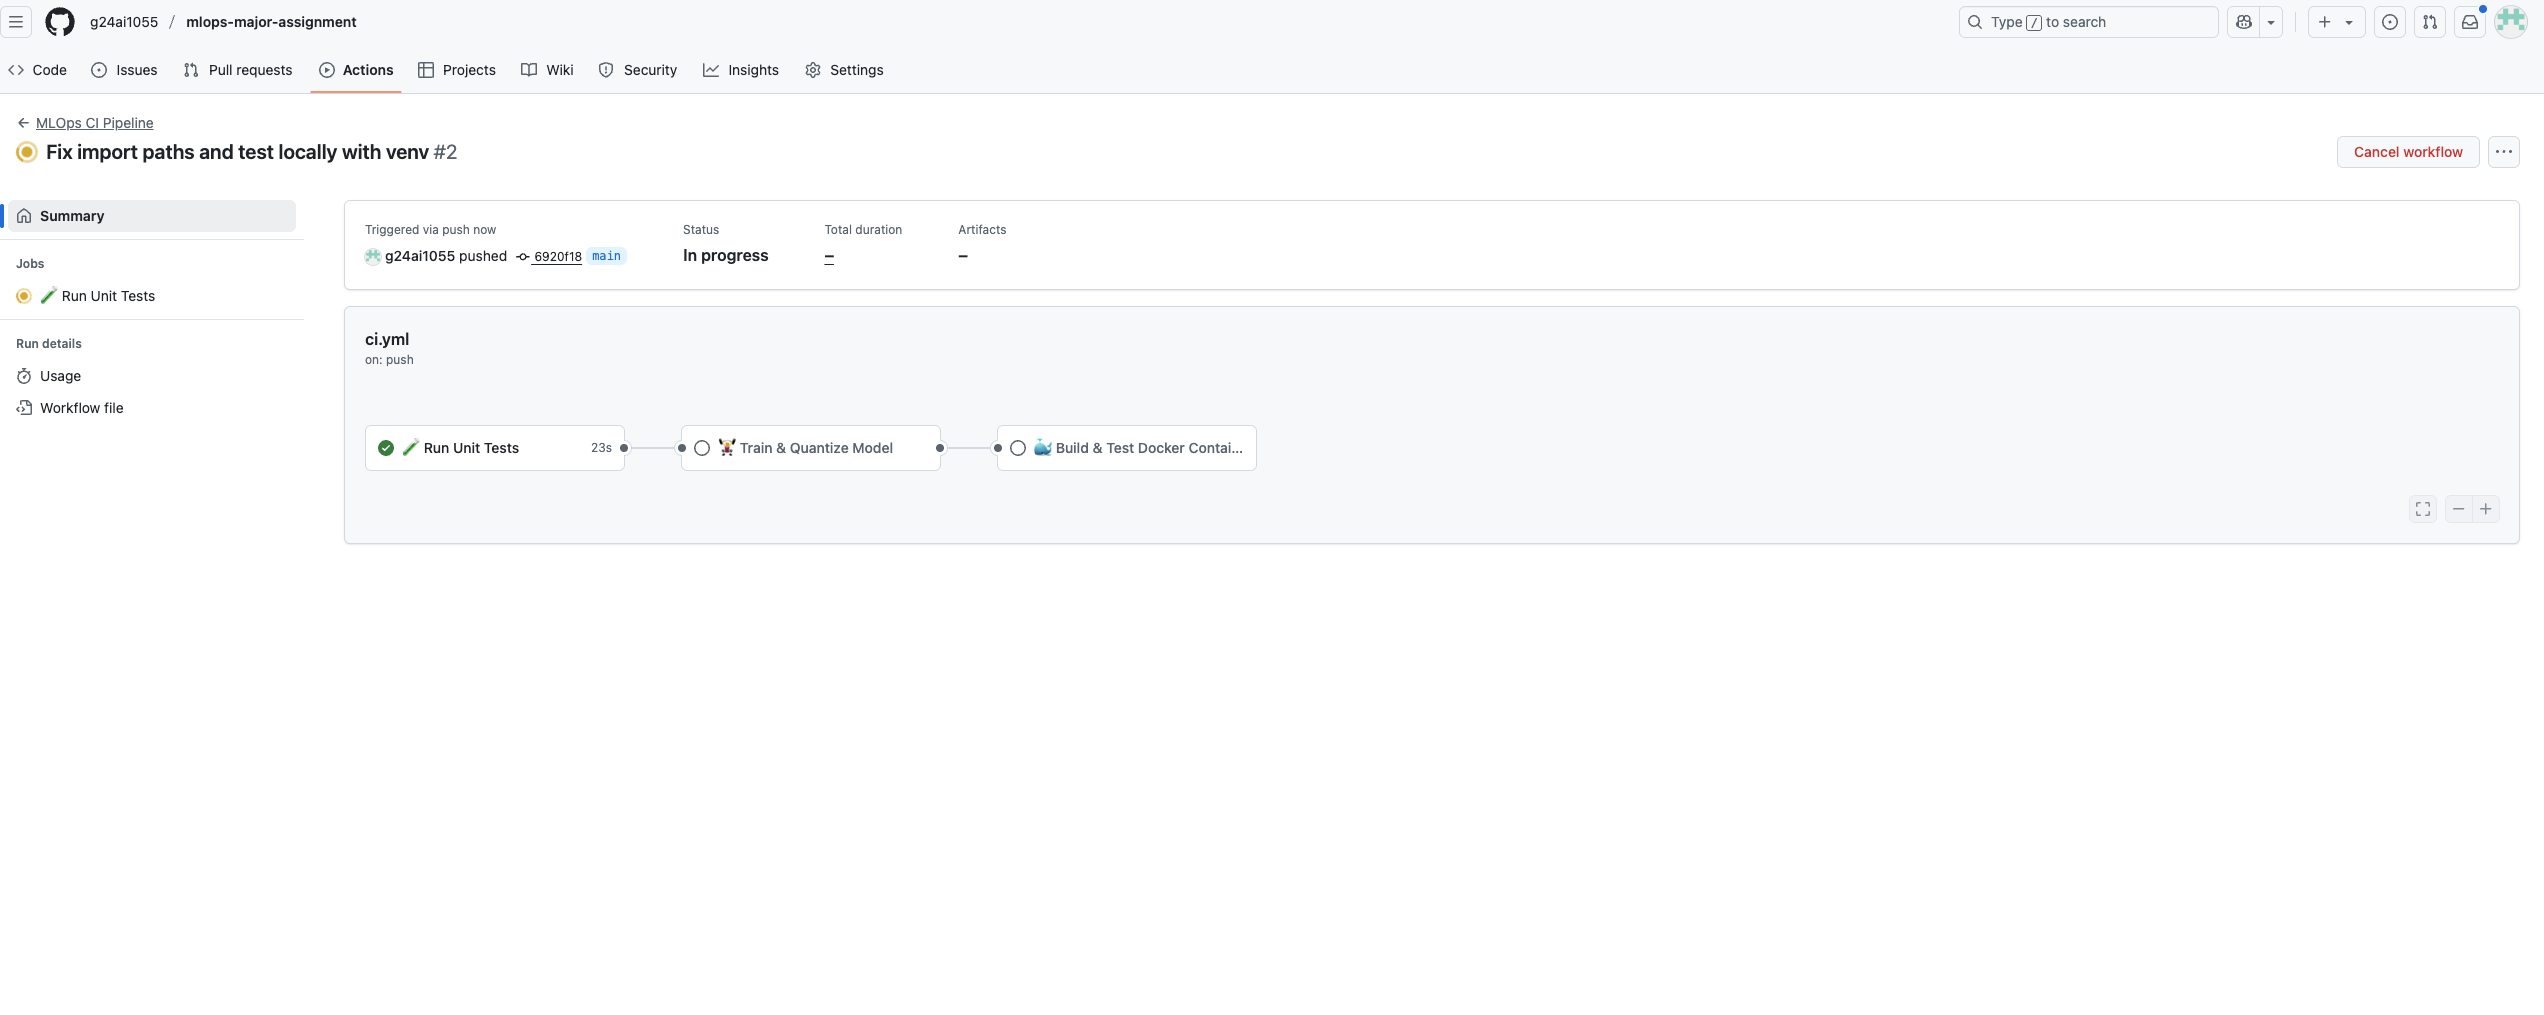 g24ai1055 / mlops-major-assignment
Type / to search
Code Issues Pull requests Actions Projects Wiki Security Insights Settings
MLOps CI Pipeline
Fix import paths and test locally with venv #2
Cancel workflow
Summary
Jobs
Run Unit Tests
Run details
Usage
Workflow file
Triggered via push now
g24ai1055 pushed 6920f18 main
Status
In progress
Total duration
–
Artifacts
–
ci.yml
on: push
Run Unit Tests 23s
Train & Quantize Model
Build & Test Docker Contai...